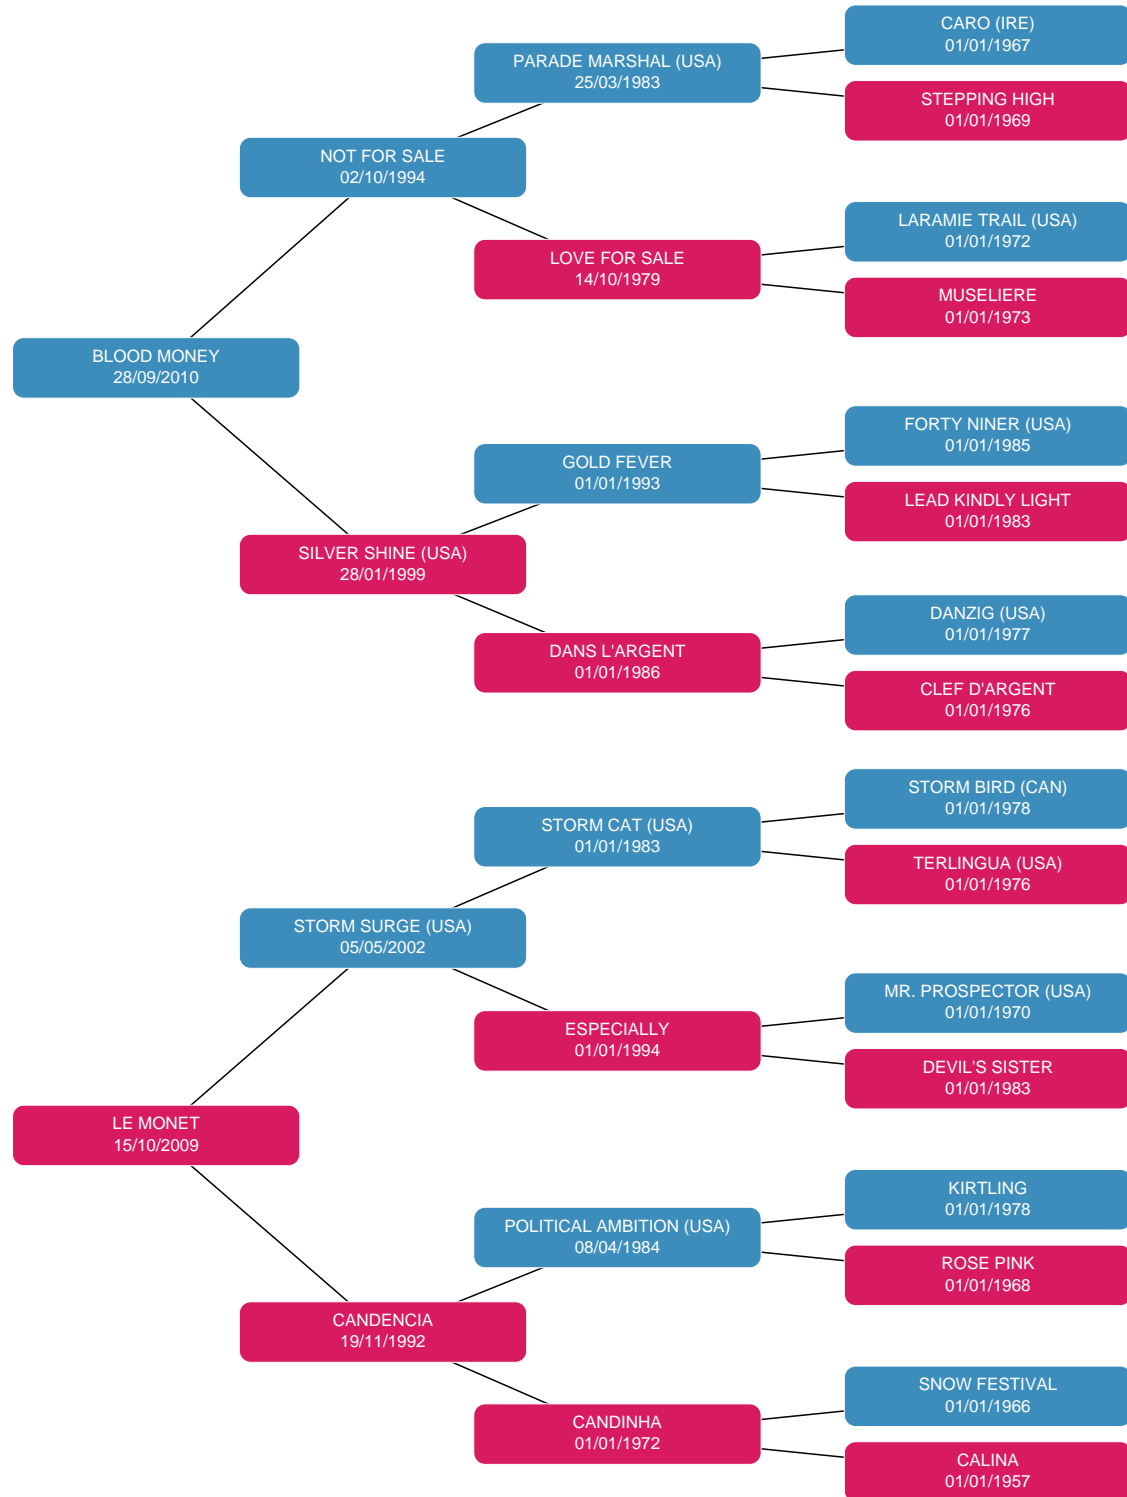 CARO (IRE)
01/01/1967
PARADE MARSHAL (USA)
25/03/1983
STEPPING HIGH
01/01/1969
NOT FOR SALE
02/10/1994
LARAMIE TRAIL (USA)
01/01/1972
LOVE FOR SALE
14/10/1979
MUSELIERE
01/01/1973
BLOOD MONEY
28/09/2010
FORTY NINER (USA)
01/01/1985
GOLD FEVER
01/01/1993
LEAD KINDLY LIGHT
01/01/1983
SILVER SHINE (USA)
28/01/1999
DANZIG (USA)
01/01/1977
DANS L'ARGENT
01/01/1986
CLEF D'ARGENT
01/01/1976
STORM BIRD (CAN)
01/01/1978
STORM CAT (USA)
01/01/1983
TERLINGUA (USA)
01/01/1976
STORM SURGE (USA)
05/05/2002
MR. PROSPECTOR (USA)
01/01/1970
ESPECIALLY
01/01/1994
DEVIL'S SISTER
01/01/1983
LE MONET
15/10/2009
KIRTLING
01/01/1978
POLITICAL AMBITION (USA)
08/04/1984
ROSE PINK
01/01/1968
CANDENCIA
19/11/1992
SNOW FESTIVAL
01/01/1966
CANDINHA
01/01/1972
CALINA
01/01/1957